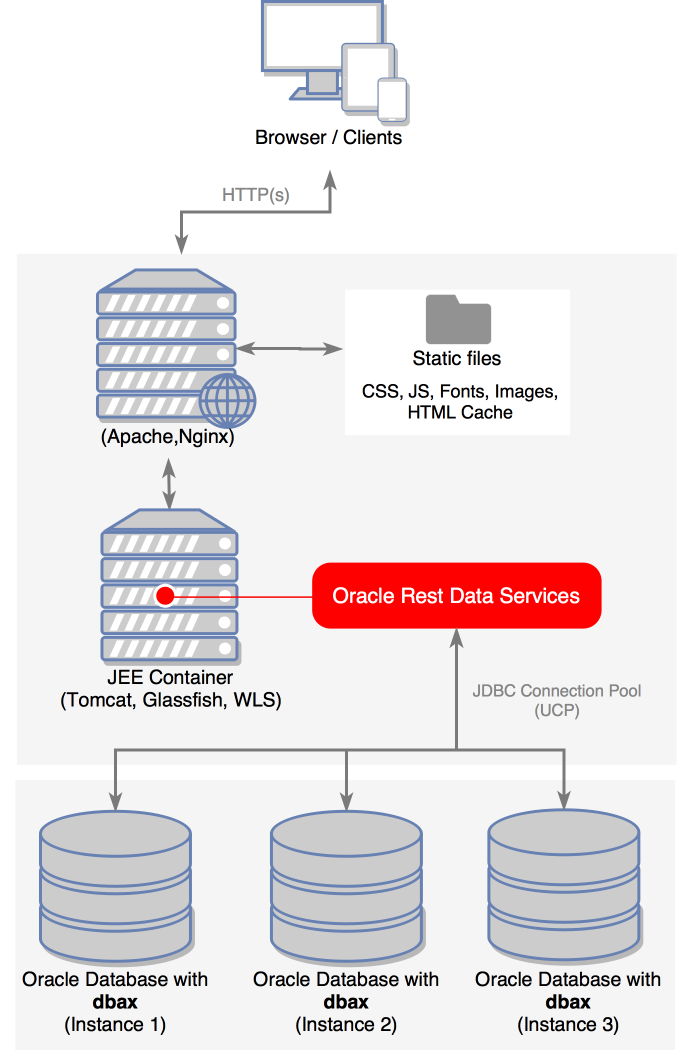 Browser / Clients
HTTP(s)
Static files
CSS, JS, Fonts, Images,
HTML Cache
(Apache,Nginx)
Oracle Rest Data Services
JEE Container
(Tomcat, Glassfish, WLS)
JDBC Connection Pool
(UCP)
Oracle Database with
dbax
(Instance 1)
Oracle Database with
dbax
(Instance 2)
Oracle Database with
dbax
(Instance 3)